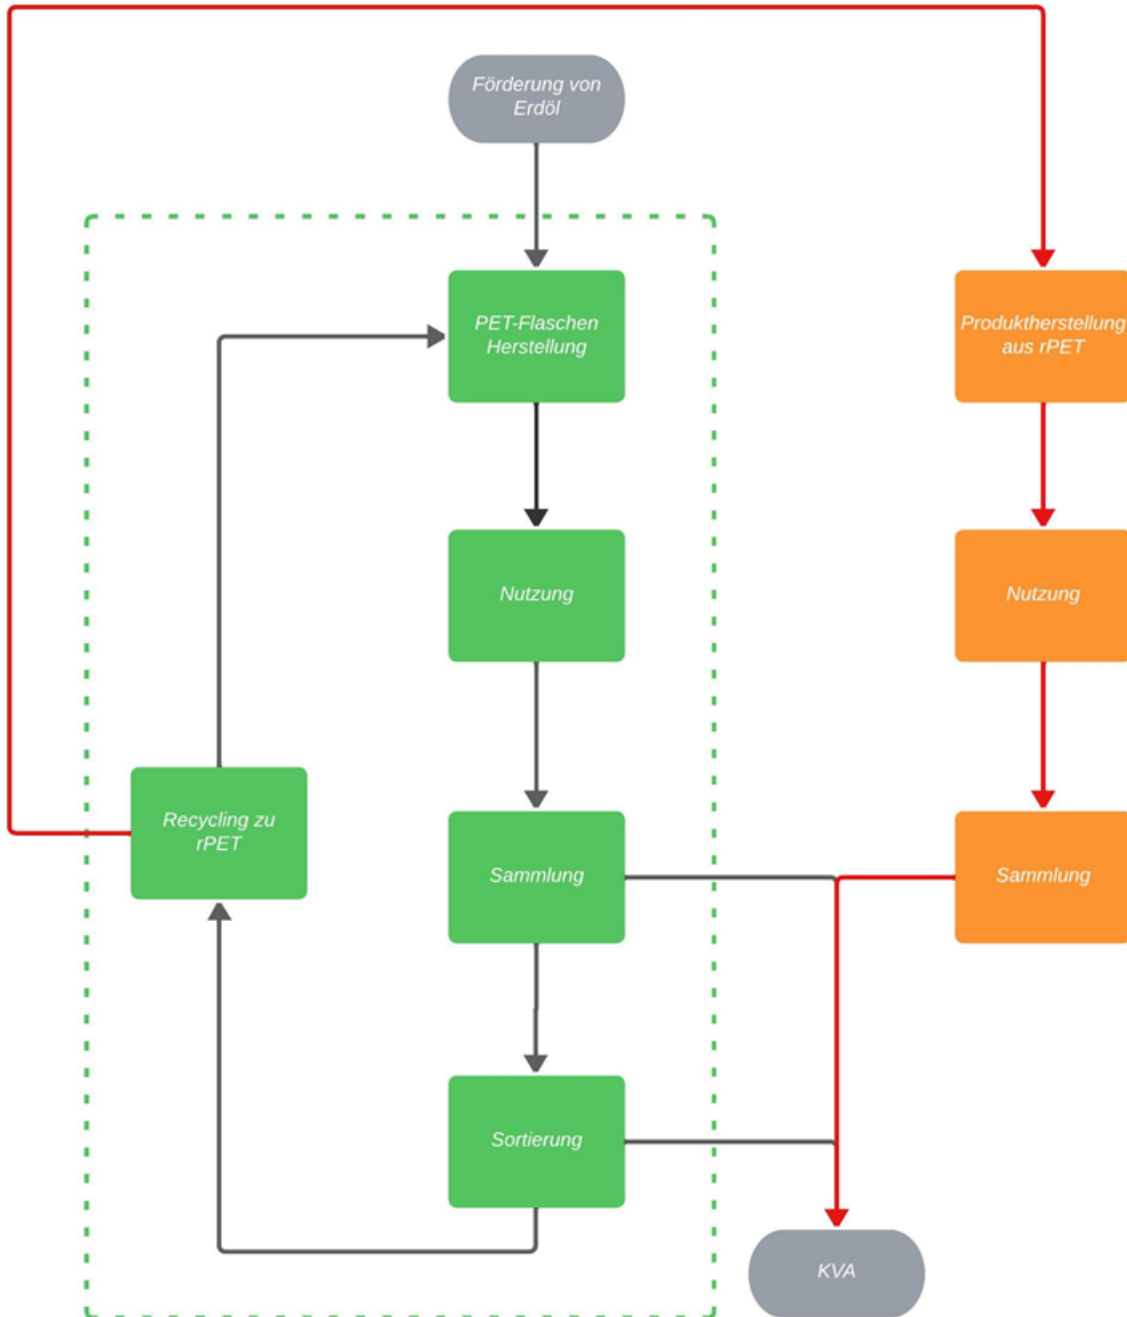 Förderung von
Erdöl
PET-Flaschen
Herstellung
Produktherstellung
aus rPET
Nutzung
Nutzung
Recycling zu
rPET
Sammlung
Sammlung
Sortierung
KVA